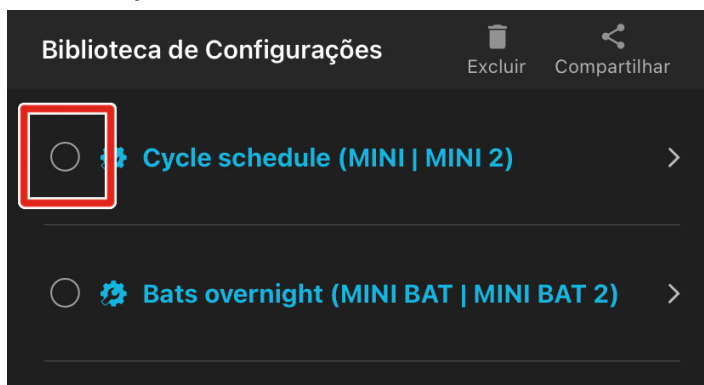 Biblioteca de Configurações
Excluir Compartilhar
Cycle schedule (MINI | MINI 2)
Bats overnight (MINI BAT | MINI BAT 2)